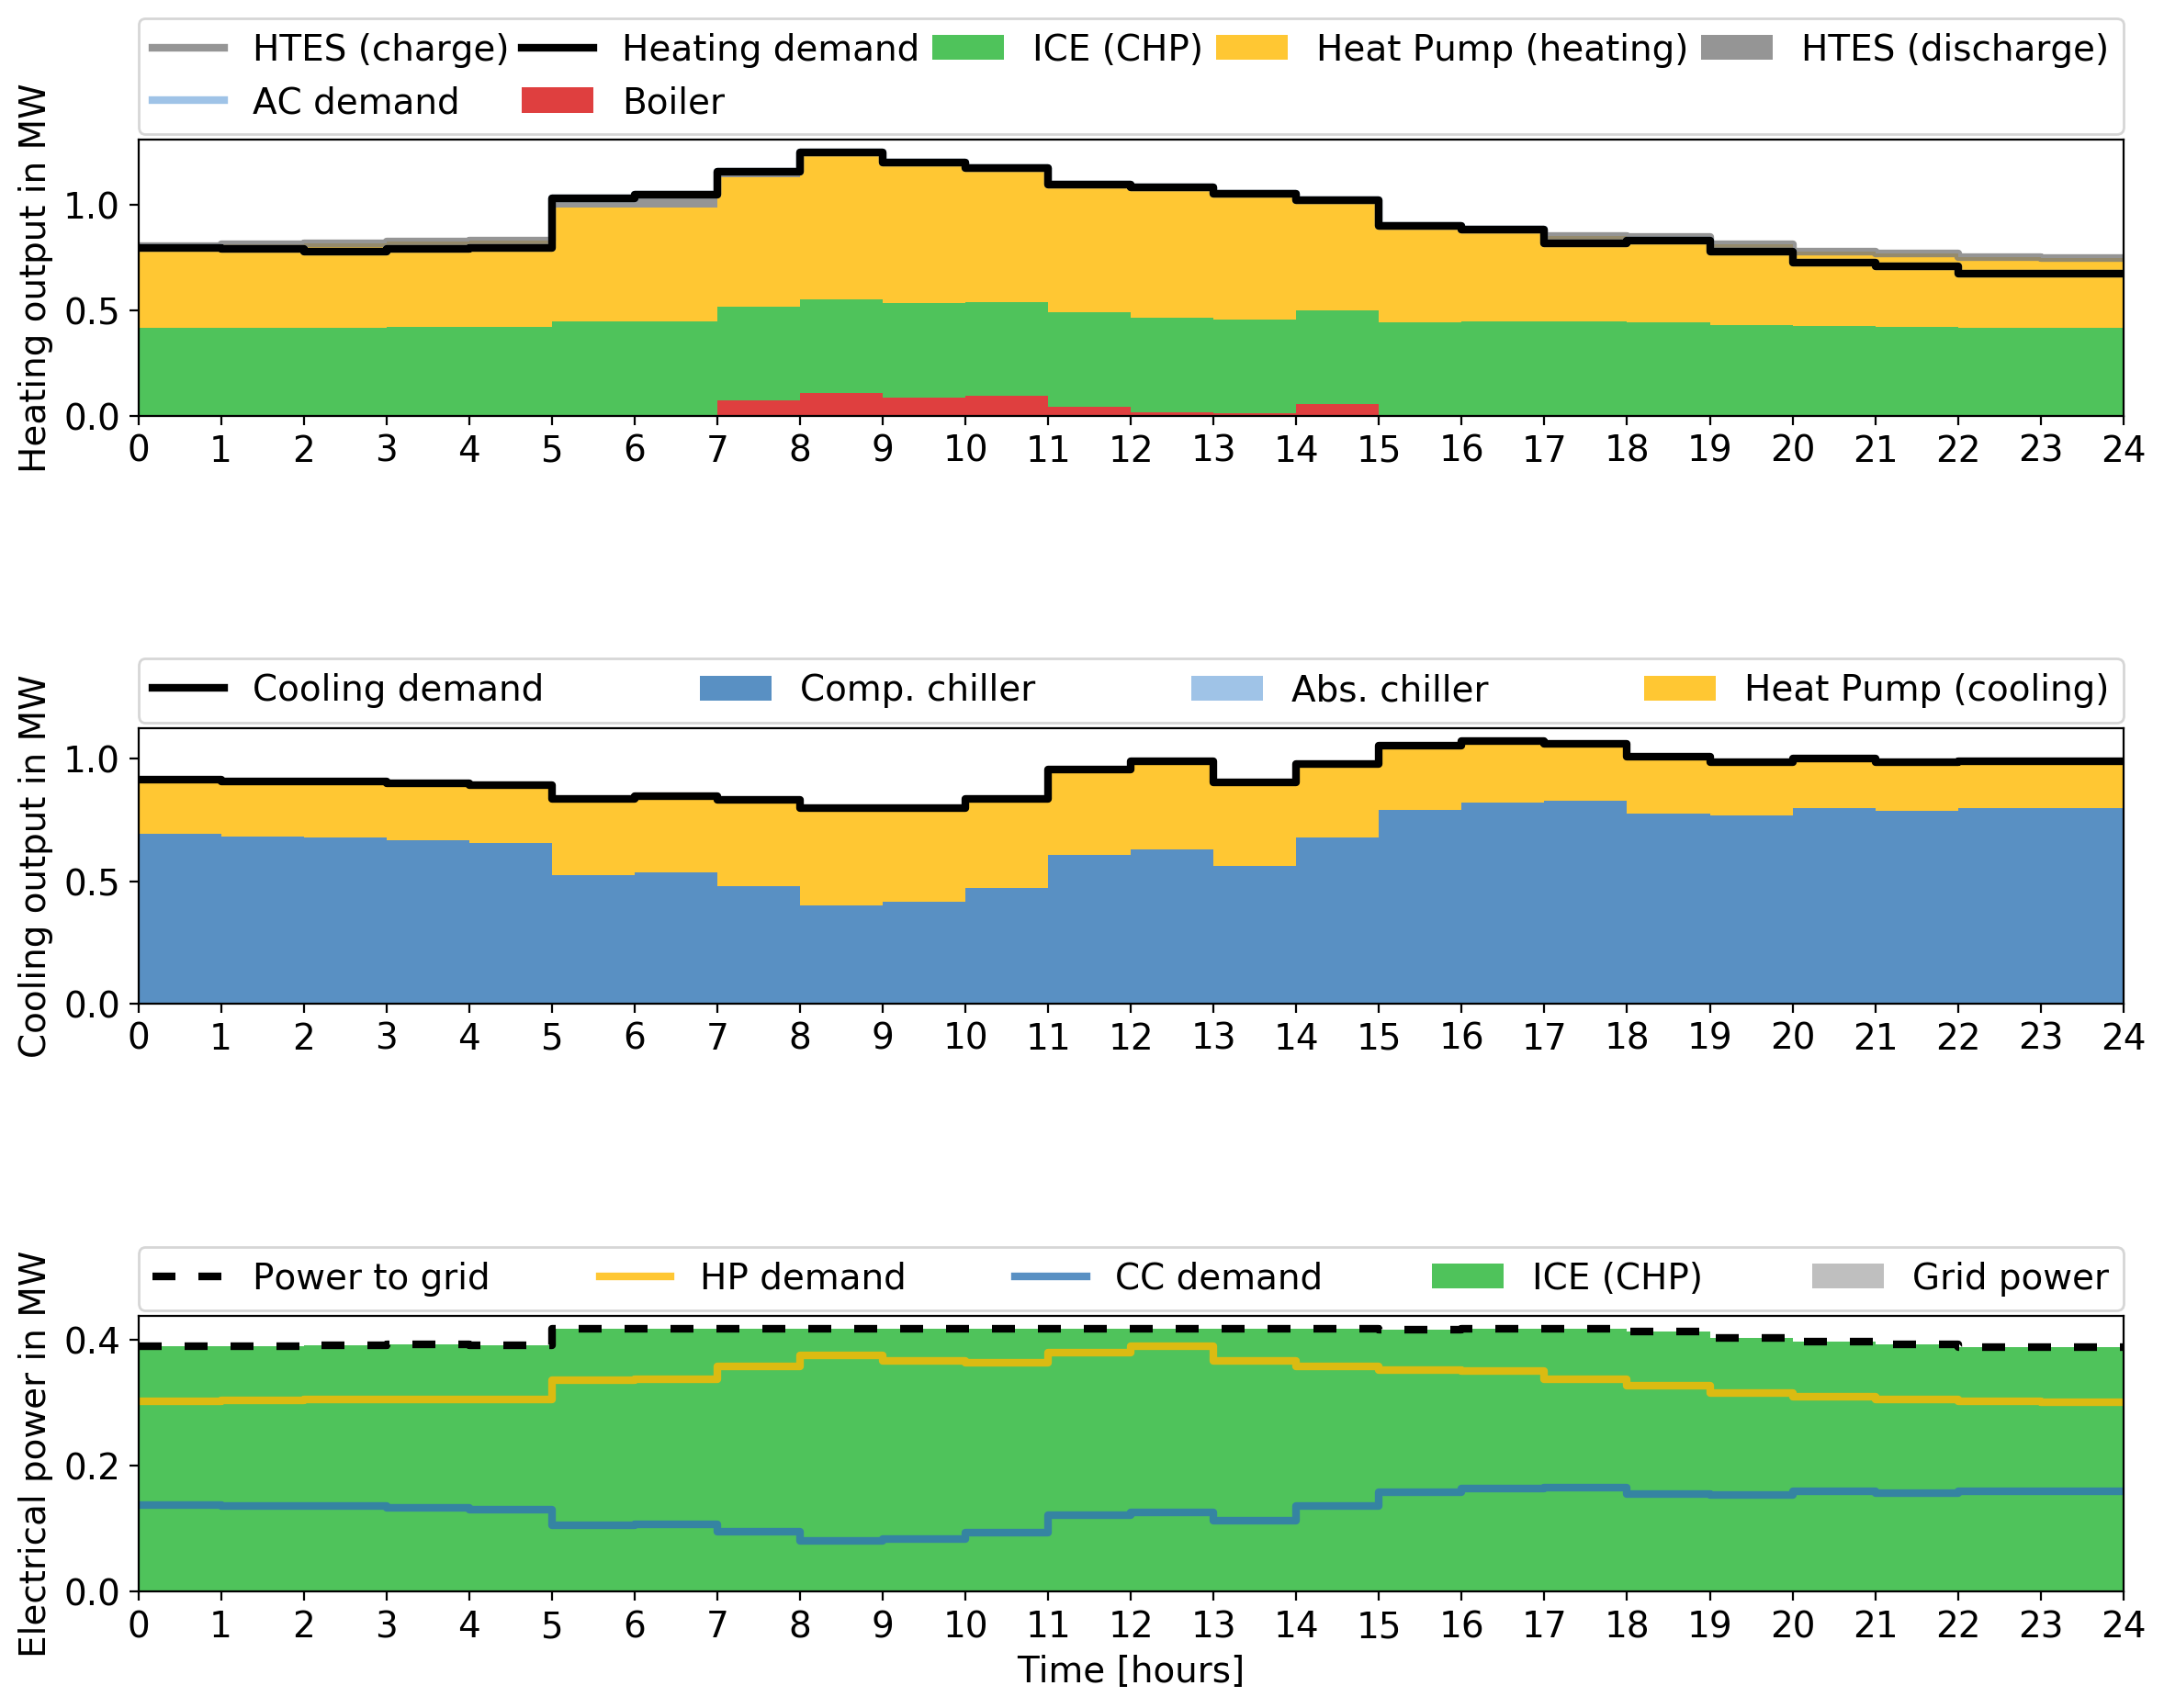 HTES (charge) Heating demand ICE (CHP) Heat Pump (heating) HTES (discharge)
AC demand Boiler
Heating output in MW
1.0
0.5
0.0
0 1 2 3 4 5 6 7 8 9 10 11 12 13 14 15 16 17 18 19 20 21 22 23 24
Cooling demand Comp. chiller Abs. chiller Heat Pump (cooling)
Cooling output in MW
1.0
0.5
0.0
0 1 2 3 4 5 6 7 8 9 10 11 12 13 14 15 16 17 18 19 20 21 22 23 24
Power to grid HP demand CC demand ICE (CHP) Grid power
Electrical power in MW
0.4
0.2
0.0
0 1 2 3 4 5 6 7 8 9 10 11 12 13 14 15 16 17 18 19 20 21 22 23 24
Time [hours]